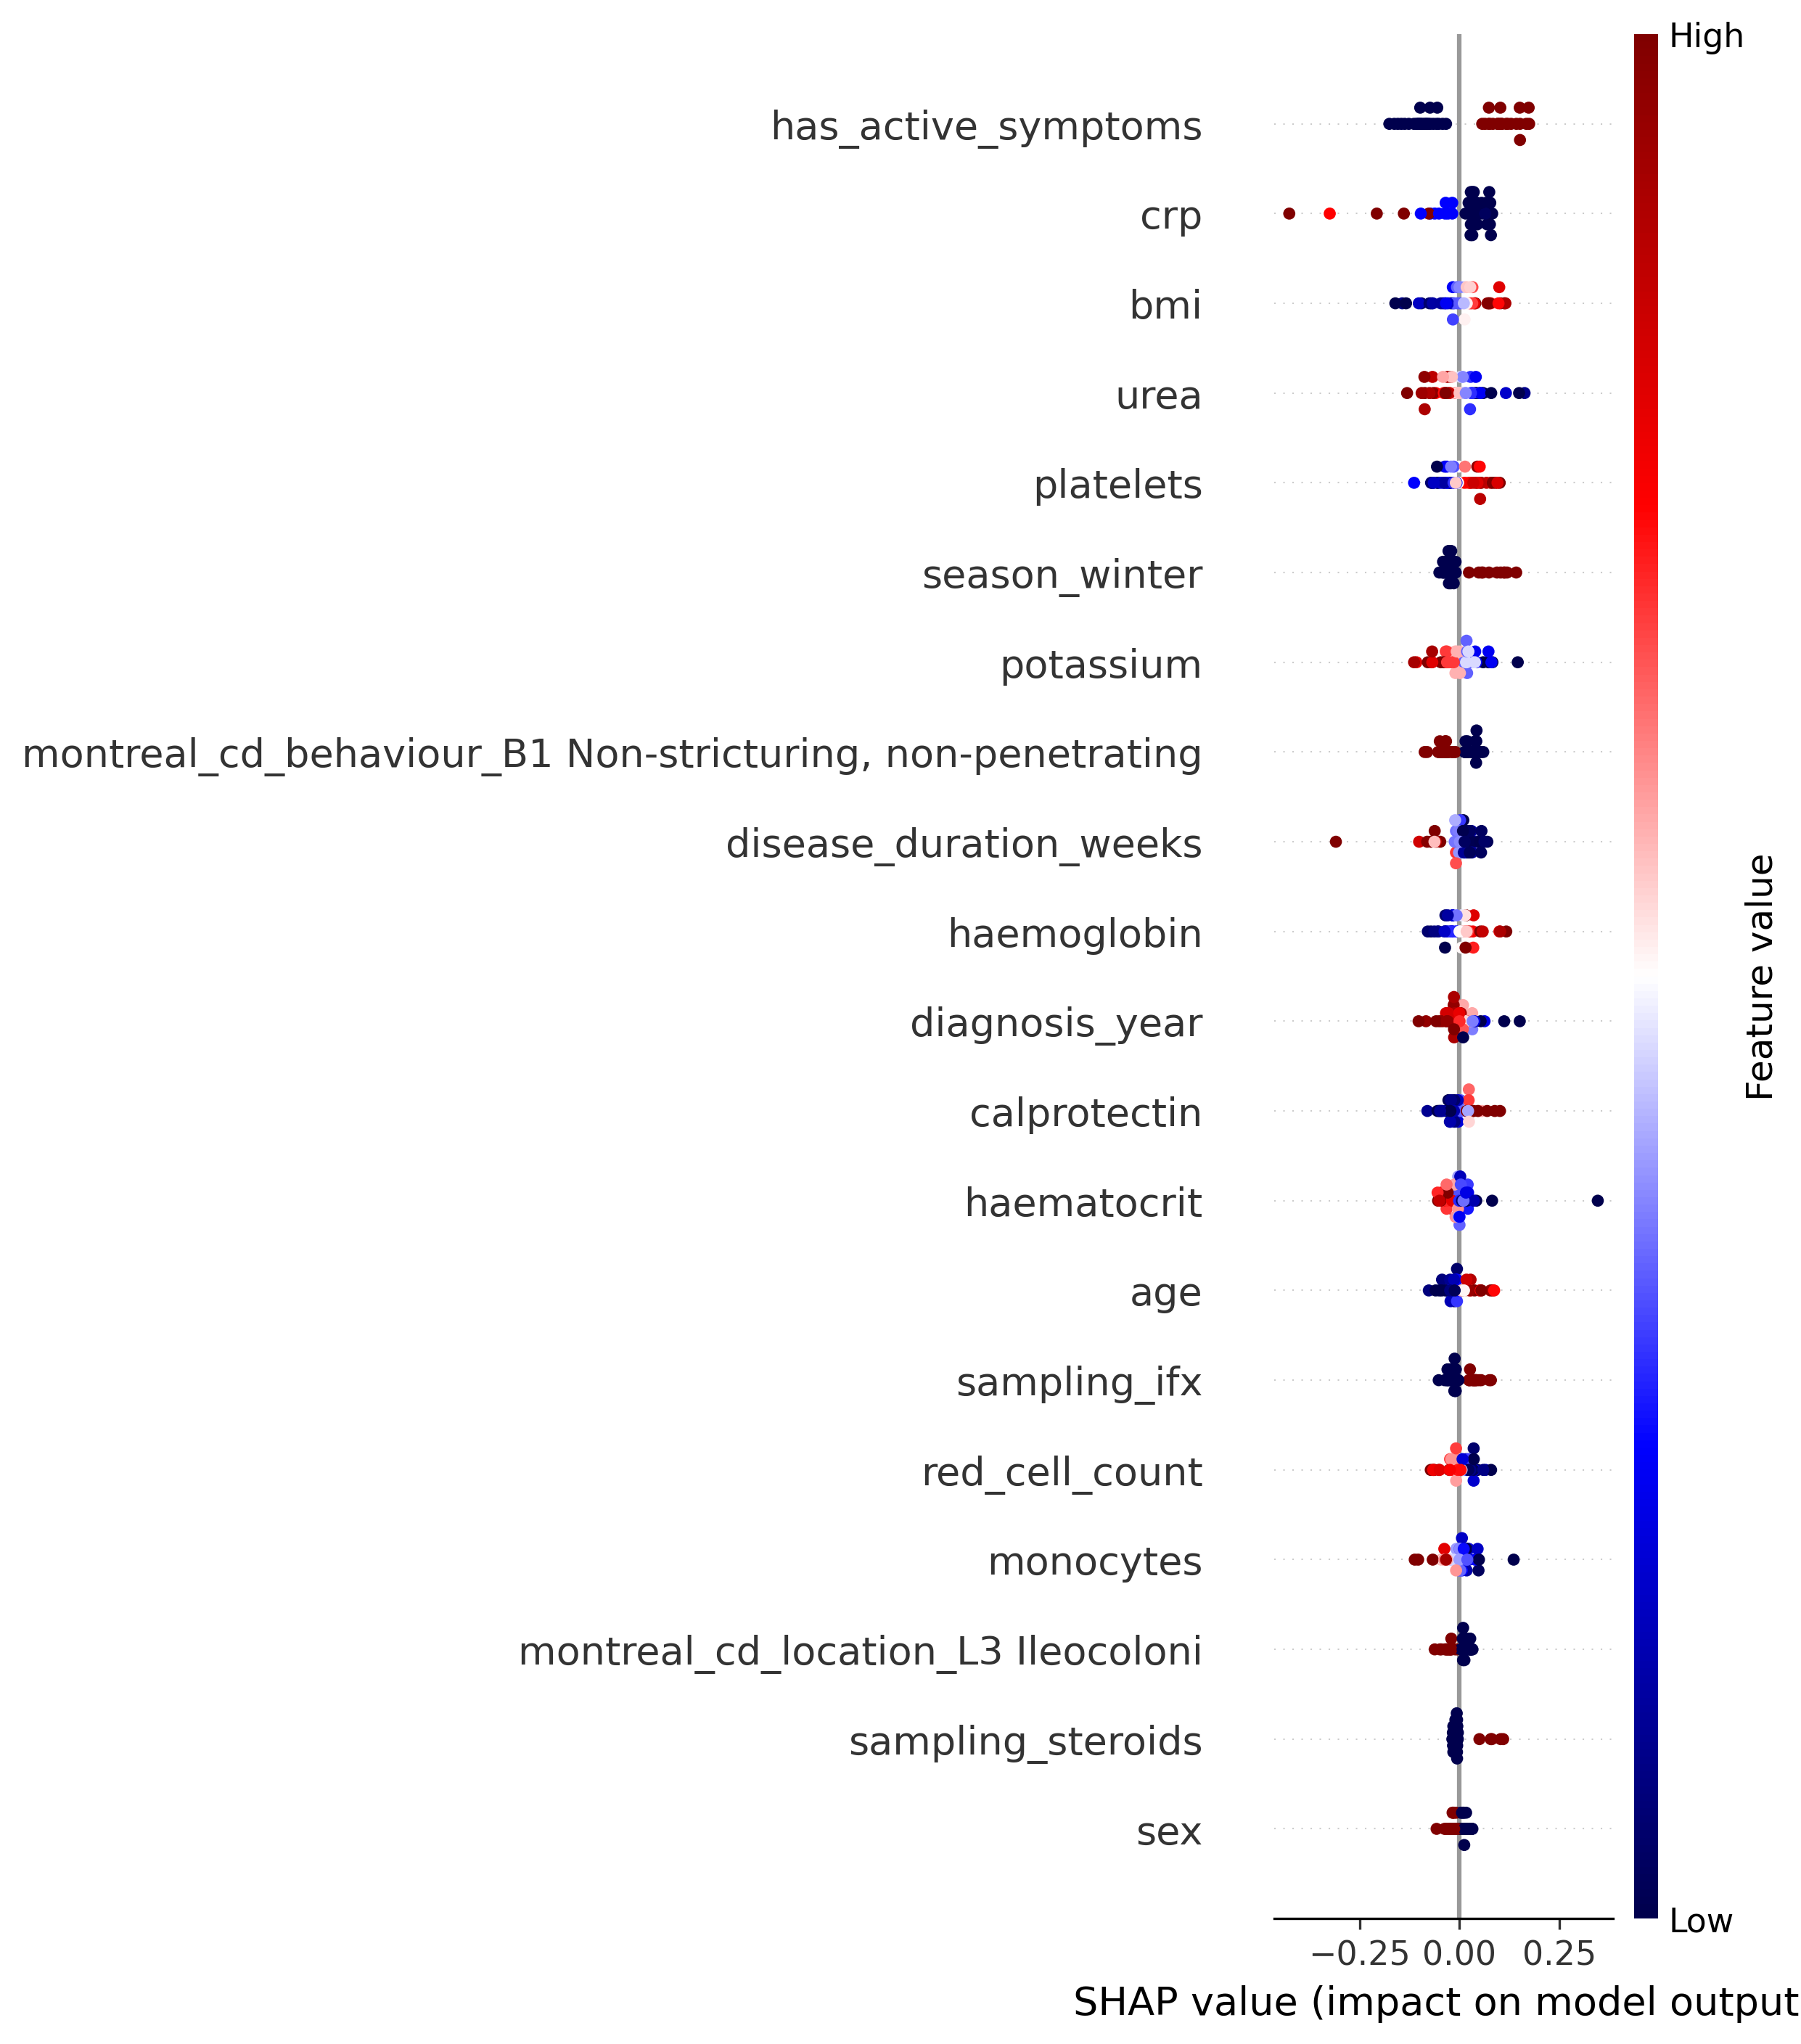 High
has_active_symptoms
crp
bmi
urea
platelets
season_winter
potassium
montreal_cd_behaviour_B1 Non-stricturing, non-penetrating
disease_duration_weeks
haemoglobin
diagnosis_year
calprotectin
haematocrit
age
sampling_ifx
red_cell_count
monocytes
montreal_cd_location_L3 Ileocoloni
sampling_steroids
sex
Feature value
Low
−0.25 0.00 0.25
SHAP value (impact on model output